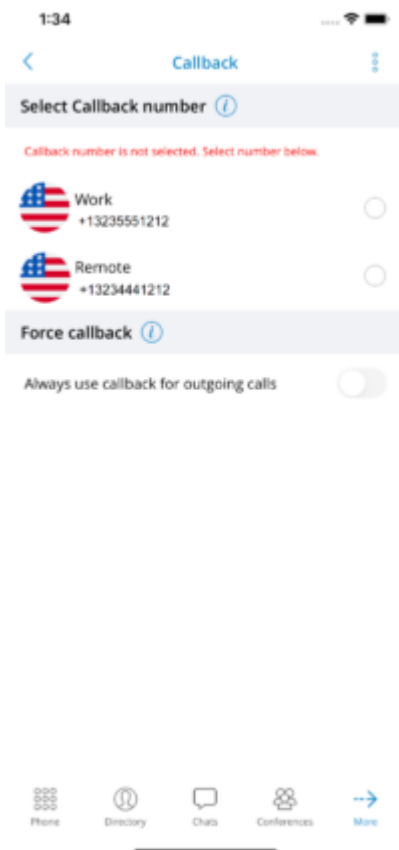 1:34
Callback
Select Callback number i
Callback number is not selected. Select number below.
Work
+13235551212
Remote
+13234441212
Force callback i
Always use callback for outgoing calls
Phone
Directory
Chats
Conferences
More